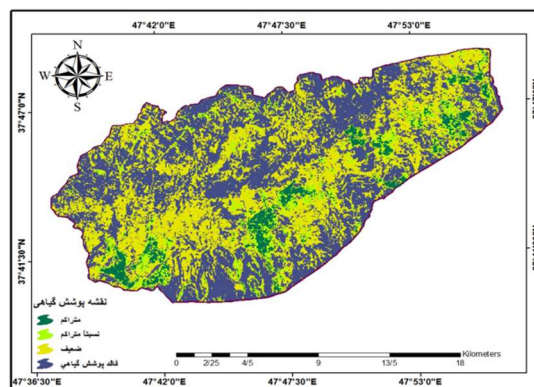 47°42'0"E 47°47'30"E 47°53'0"E
N
W E
S
37°47'0"N
37°41'30"N
نقشه پوشش گیاهی
متراکم
نسبتاً متراکم
ضعیف
فاقد پوشش گیاهی
Kilometers
0 2/25 4/5 9 13/5 18
47°36'30"E 47°42'0"E 47°47'30"E 47°53'0"E